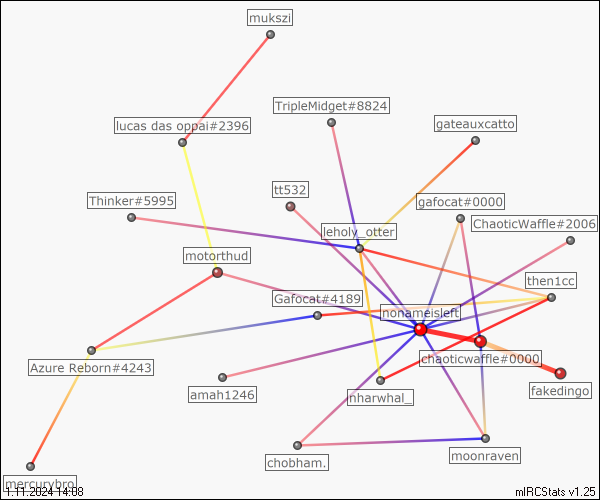 mukszi
TripleMidget#8824
lucas das oppai#2396
gateauxcatto
tt532
Thinker#5995
gafocat#0000
ChaoticWaffle#2006
leholy_otter
motorthud
then1cc
Gafocat#4189
nonameisleft
chaoticwaffle#0000
Azure Reborn#4243
fakedingo
amah1246
nharwhal_
moonraven
chobham.
mercurybro
1.11.2024 14:08
mIRCStats v1.25